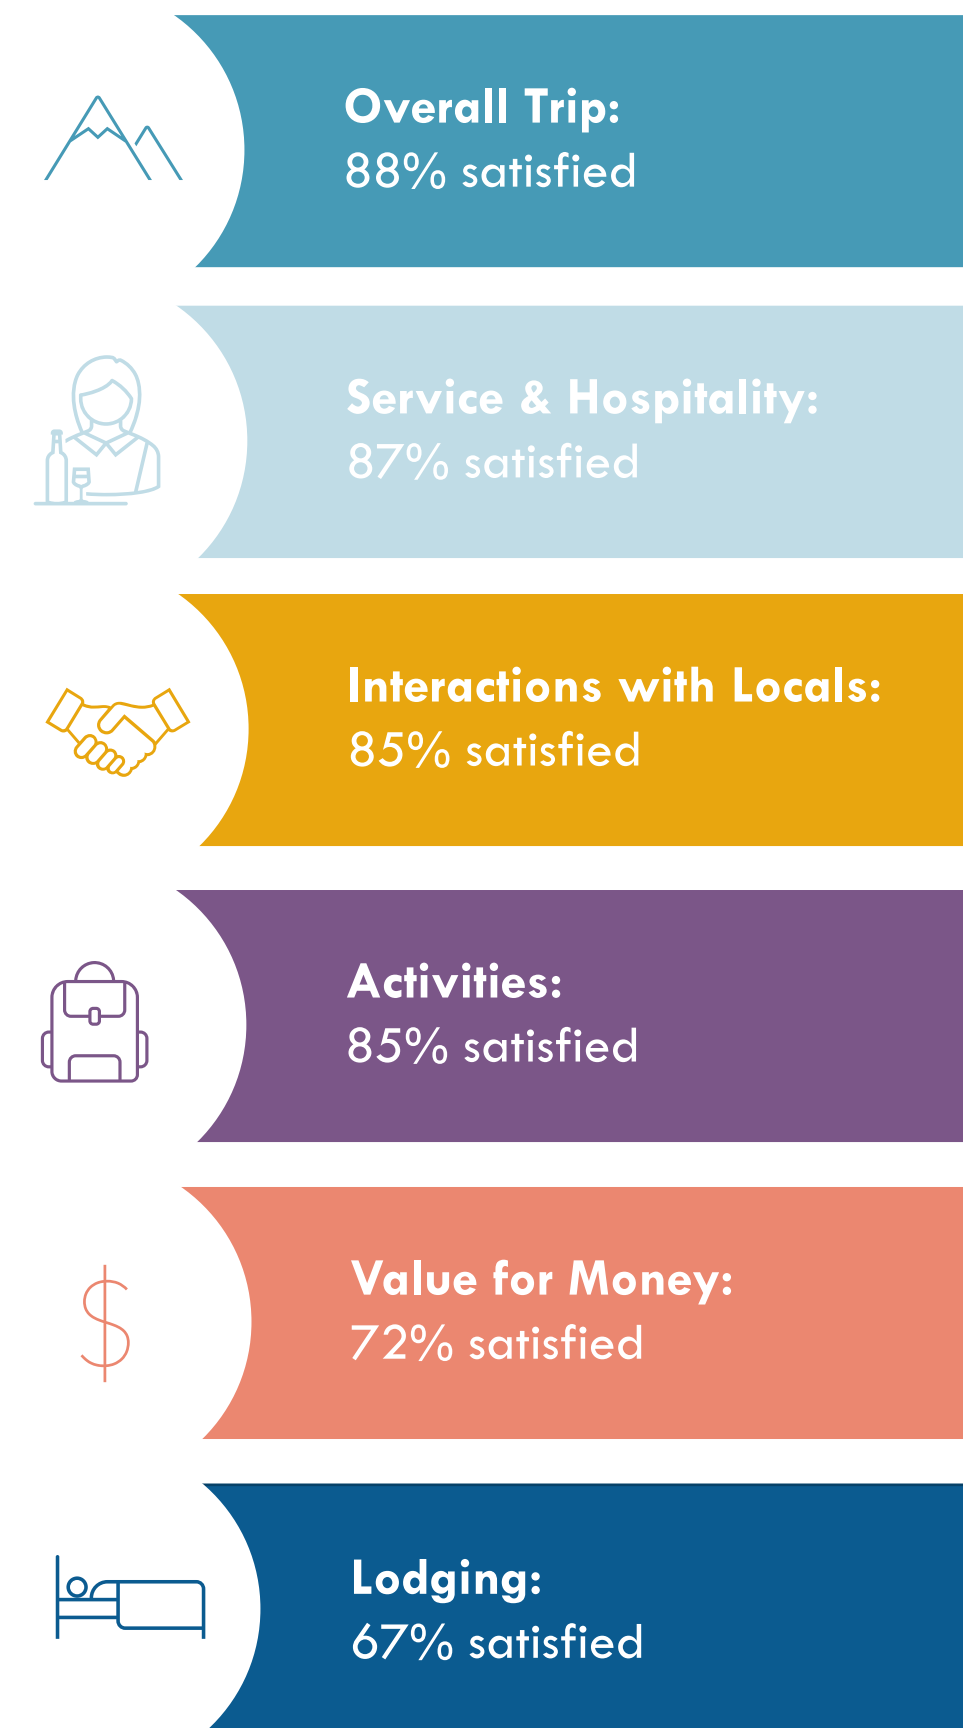 Overall Trip:
88% satisfied
Service & Hospitality:
87% satisfied
Interactions with Locals:
85% satisfied
Activities:
85% satisfied
Value for Money:
72% satisfied
Lodging:
67% satisfied